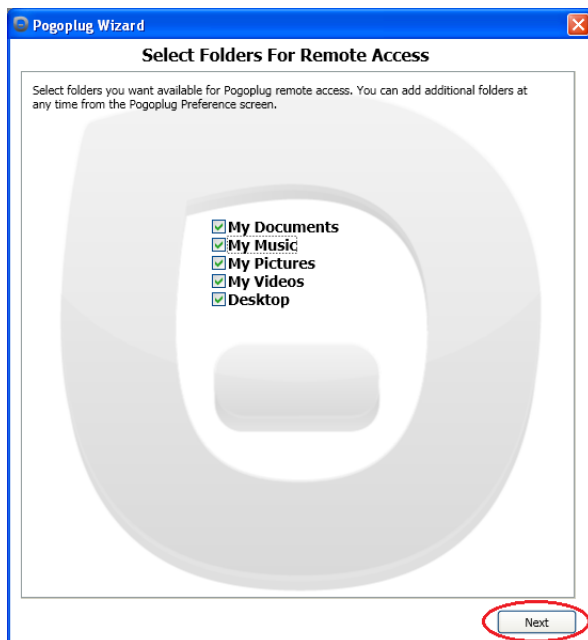 Pogoplug Wizard
Select Folders For Remote Access
Select folders you want available for Pogoplug remote access. You can add additional folders at
any time from the Pogoplug Preference screen.
My Documents
My Music
My Pictures
My Videos
Desktop
Next